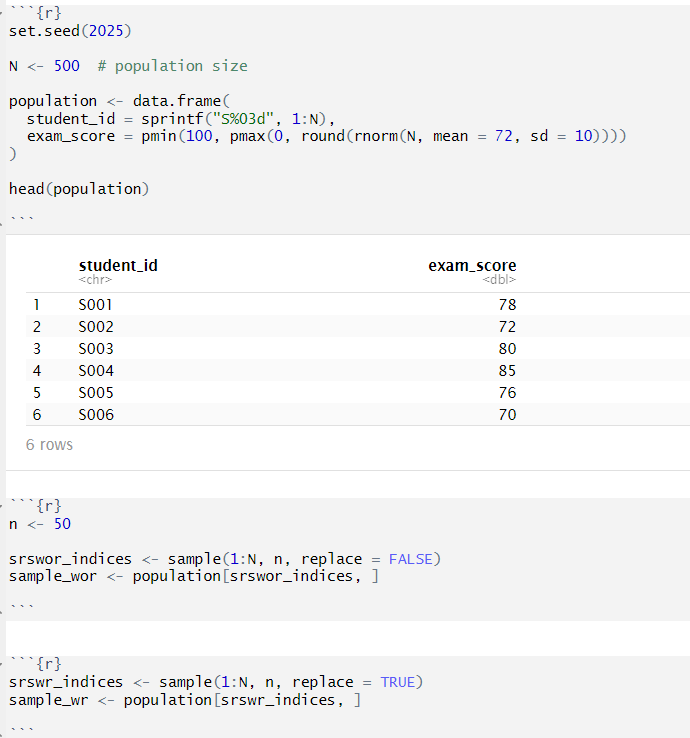 ```{r}
set.seed(2025)
N <- 500  # population size
population <- data.frame(
  student_id = sprintf("S%03d", 1:N),
  exam_score = pmin(100, pmax(0, round(rnorm(N, mean = 72, sd = 10))))
)
head(population)
```
student_id exam_score
<chr> <dbl>
1 S001 78
2 S002 72
3 S003 80
4 S004 85
5 S005 76
6 S006 70
6 rows
```{r}
n <- 50
srswor_indices <- sample(1:N, n, replace = FALSE)
sample_wor <- population[srswor_indices, ]
```
```{r}
srswr_indices <- sample(1:N, n, replace = TRUE)
sample_wr <- population[srswr_indices, ]
```